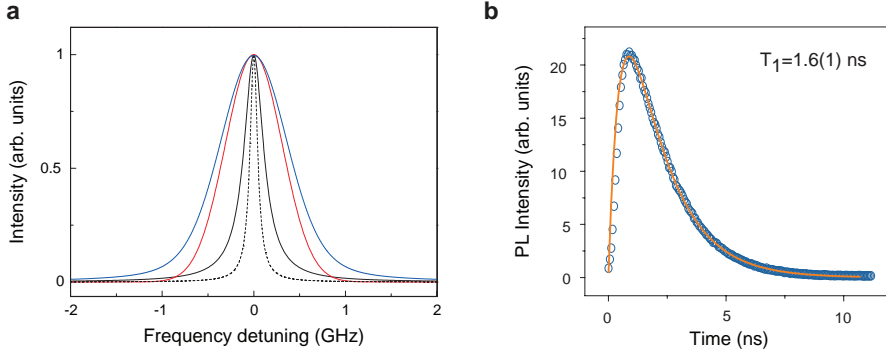 a
1
0.5
0
-2
-1
0
1
2
Intensity (arb. units)
Frequency detuning (GHz)
b
T1=1.6(1) ns
20
15
10
5
0
0
5
10
PL Intensity (arb. units)
Time (ns)